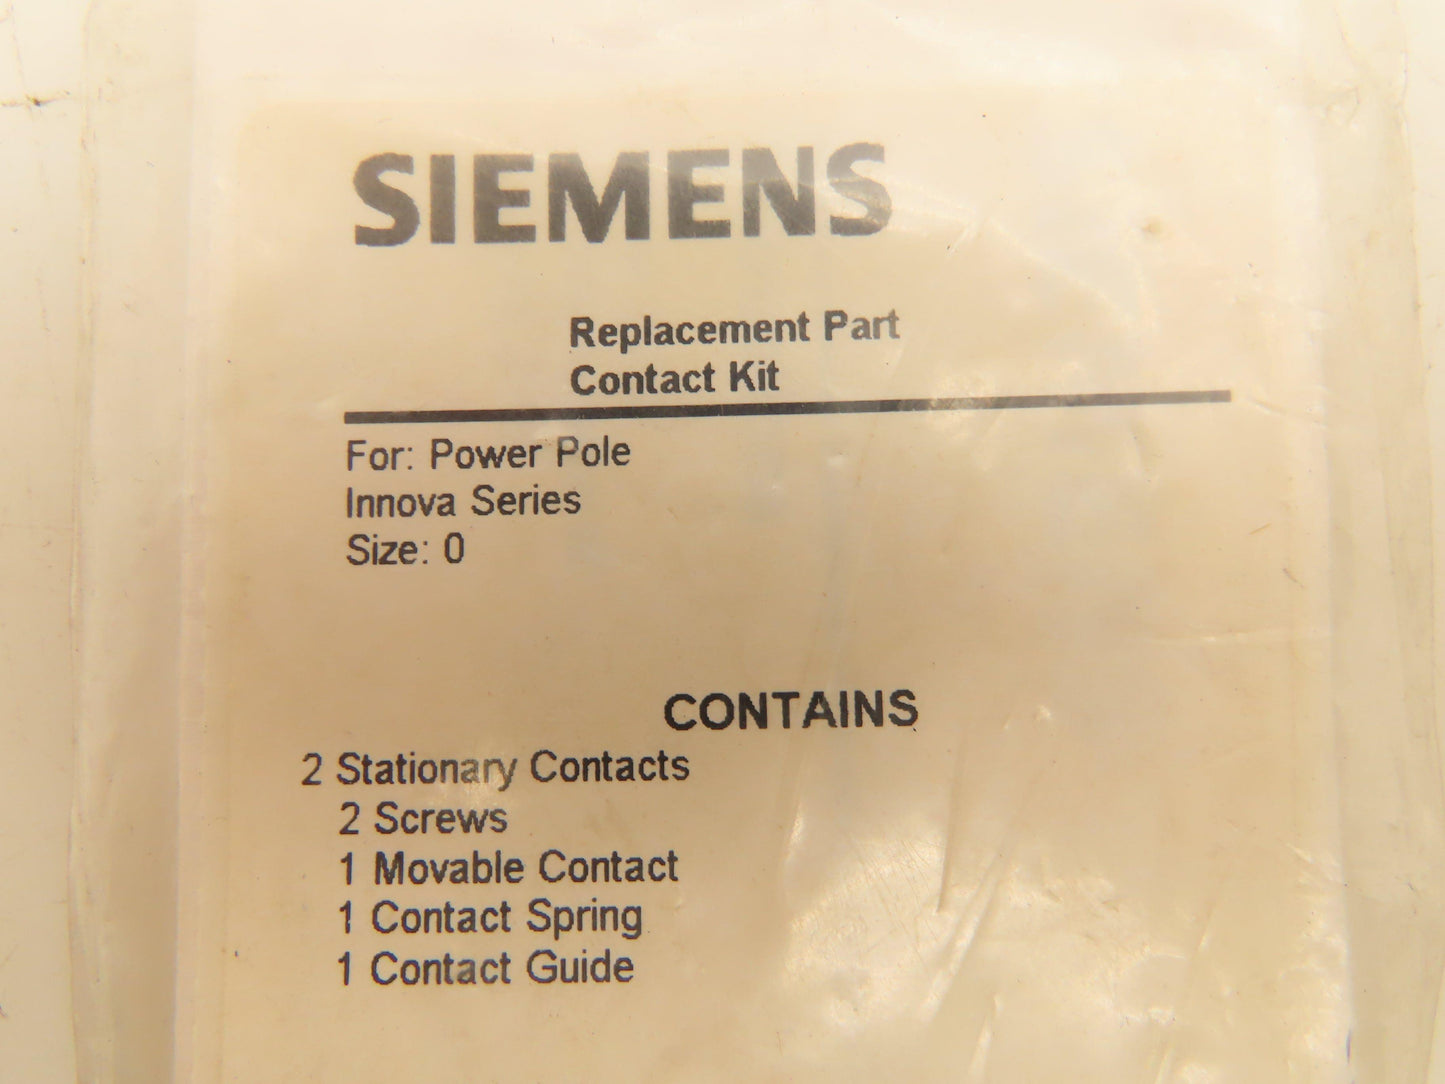 SIEMENS
Replacement Part
Contact Kit
For: Power Pole
Innova Series
Size: 0
CONTAINS
2 Stationary Contacts
2 Screws
1 Movable Contact
1 Contact Spring
1 Contact Guide